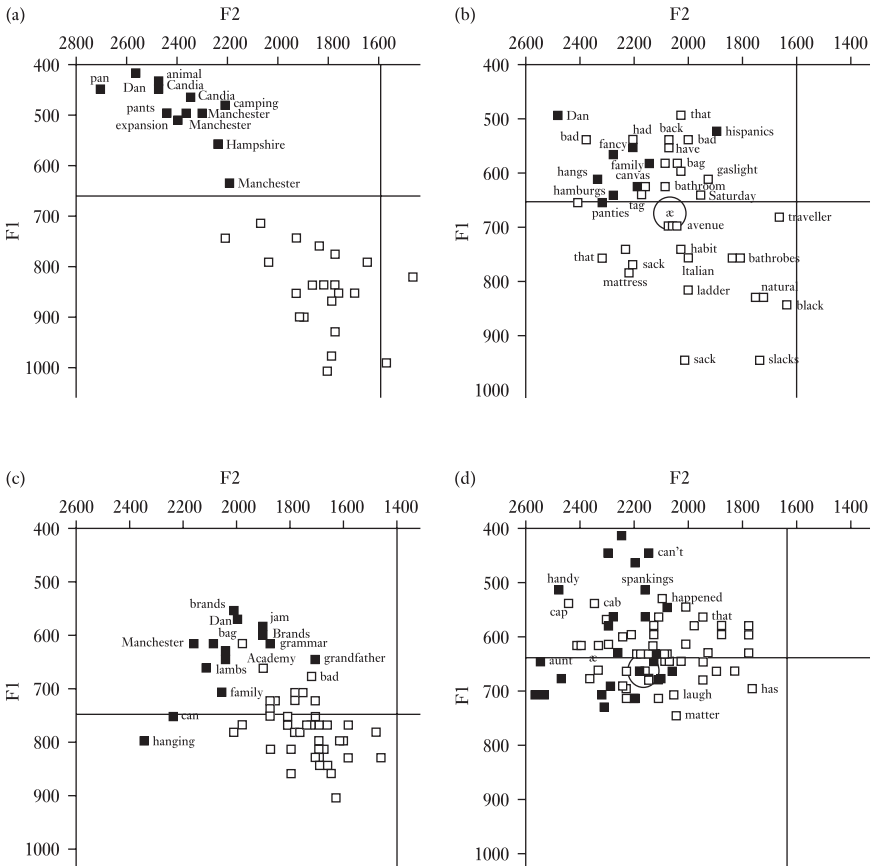 (a)
F2
2800 2600 2400 2200 2000 1800 1600
400
500
600
700
800
900
1000
F1
pan
Dan
animal
Candia
Candia
camping
pants
Manchester
expansion
Manchester
Hampshire
Manchester
(b)
F2
2600 2400 2200 2000 1800 1600 1400
400
500
600
700
800
900
1000
F1
Dan
that
hispanics
bad
had
back
bad
fancy
have
family
bag
hangs
canvas
gaslight
hamburgs
bathroom
Saturday
tag
panties
æ
traveller
avenue
habit
that
sack
Italian
bathrobes
mattress
ladder
natural
black
sack
slacks
(c)
F2
2600 2400 2200 2000 1800 1600 1400
400
500
600
700
800
900
1000
F1
brands
Dan
jam
bag
Brands
Manchester
grammar
Academy
grandfather
lambs
bad
family
can
hanging
(d)
F2
2600 2400 2200 2000 1800 1600 1400
400
500
600
700
800
900
1000
F1
can't
handy
spankings
cap
cab
happened
that
aunt
æ
laugh
has
matter